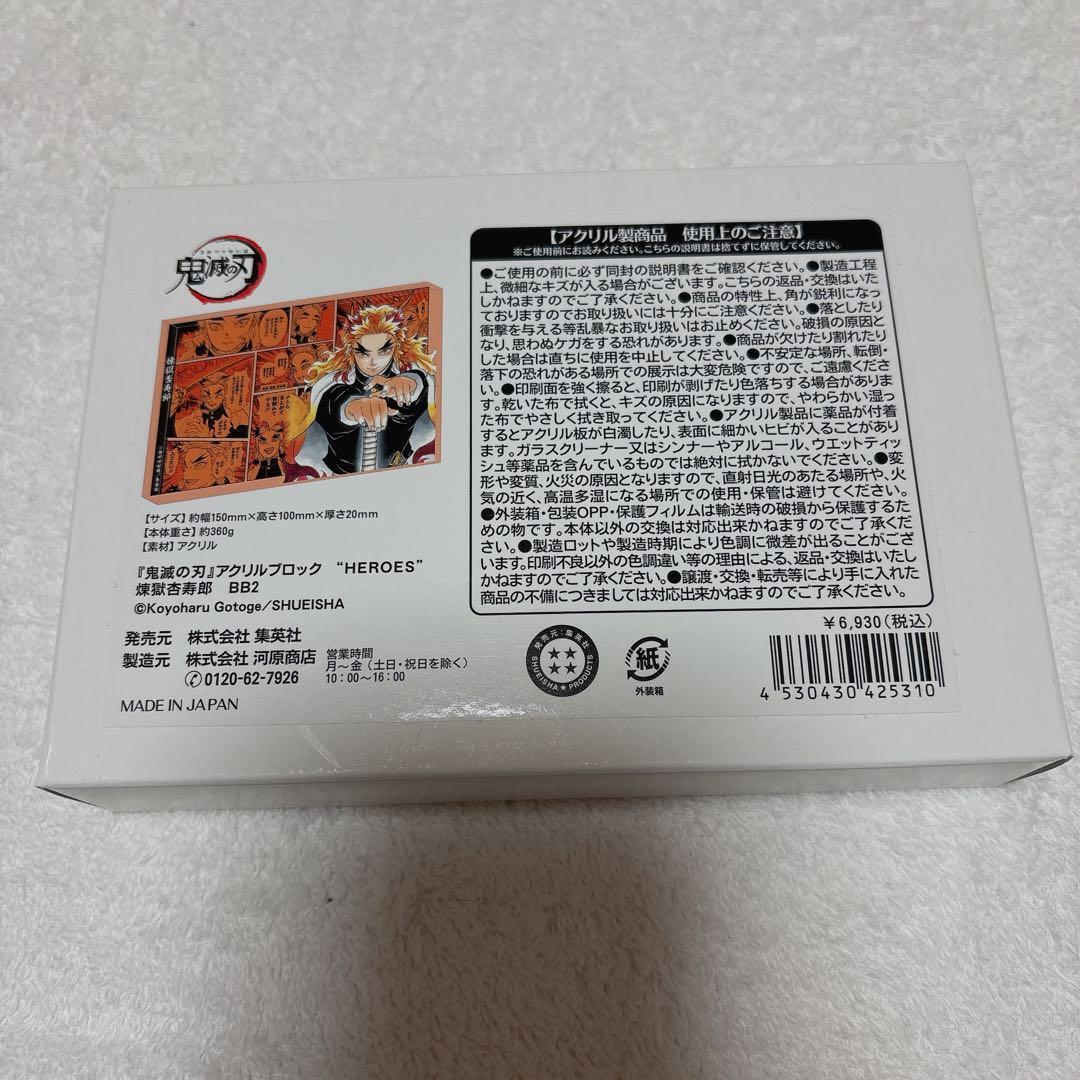 鬼滅の刃
煉獄杏寿郎
【サイズ】約幅150mm×高さ100mm×厚さ20mm
【本体重さ】約360g
【素材】アクリル
『鬼滅の刃』アクリルブロック “HEROES”
煉獄杏寿郎 BB2
©Koyoharu Gotoge/SHUEISHA
発売元 株式会社 集英社
製造元 株式会社 河原商店
0120-62-7926
営業時間
月～金（土日・祝日を除く）
10：00～16：00
MADE IN JAPAN
【アクリル製商品 使用上のご注意】
※ご使用前にお読みください。こちらの説明書は捨てずに保管してください。
●ご使用の前に必ず同封の説明書をご確認ください。●製造工程
上、微細なキズが入る場合がございます。こちらの返品・交換はいた
しかねますのでご了承ください。●商品の特性上、角が鋭利になっ
ておりますのでお取り扱いには十分にご注意ください。●落としたり
衝撃を与える等乱暴なお取り扱いはお止めください。破損の原因と
なり、思わぬケガをする恐れがあります。●商品が欠けたり割れたり
した場合は直ちに使用を中止してください。●不安定な場所、転倒・
落下の恐れがある場所での展示は大変危険ですので、ご遠慮くださ
い。●印刷面を強く擦ると、印刷が剥げたり色落ちする場合がありま
す。乾いた布で拭くと、キズの原因になりますので、やわらかい湿っ
た布でやさしく拭き取ってください。●アクリル製品に薬品が付着
するとアクリル板が白濁したり、表面に細かいヒビが入ることがあり
ます。ガラスクリーナー又はシンナーやアルコール、ウエットティッ
シュ等薬品を含んでいるものでは絶対に拭かないでください。●変
形や変質、火災の原因となりますので、直射日光のあたる場所や、火
気の近く、高温多湿になる場所での使用・保管は避けてください。
●外装箱・包装OPP・保護フィルムは輸送時の破損から保護するた
めの物です。本体以外の交換は対応出来かねますのでご了承くださ
い。●製造ロットや製造時期により色調に微差が出ることがござ
います。印刷不良以外の色調違い等の理由による、返品・交換はいた
しかねますのでご了承ください。●譲渡・交換・転売等により手に入れた
商品の不備につきましては対応出来かねますのでご了承ください。
￥6,930（税込）
発売元：集英社
SHUEISHA★PRODUCTS
紙
外装箱
4 530430 425310